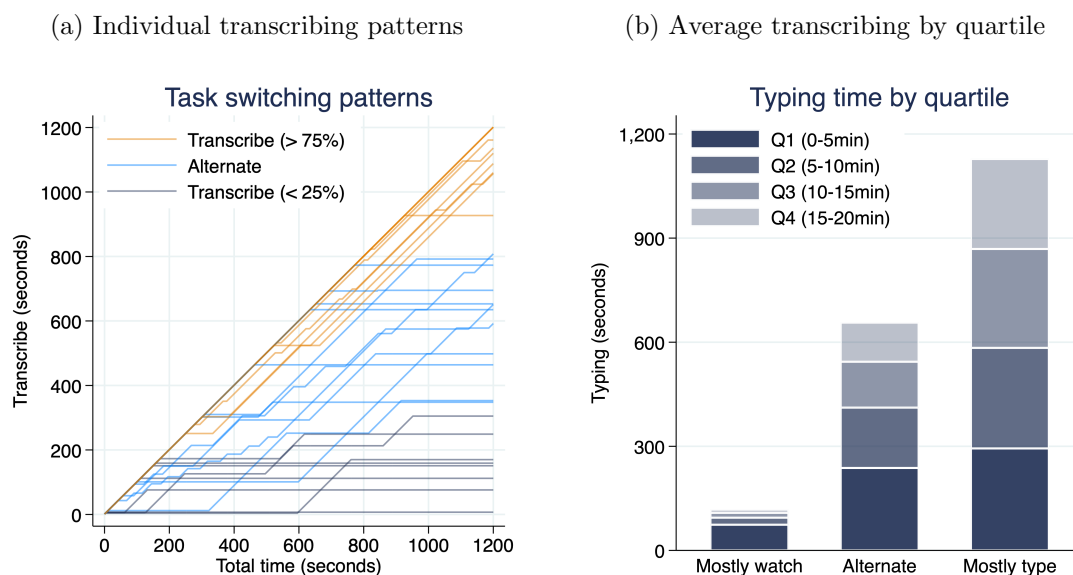 (a) Individual transcribing patterns
Task switching patterns
Transcribe (seconds)
1200
1000
800
600
400
200
0
Transcribe (> 75%)
Alternate
Transcribe (< 25%)
0 200 400 600 800 1000 1200
Total time (seconds)
(b) Average transcribing by quartile
Typing time by quartile
Typing (seconds)
1,200
900
600
300
0
Q1 (0-5min)
Q2 (5-10min)
Q3 (10-15min)
Q4 (15-20min)
Mostly watch Alternate Mostly type